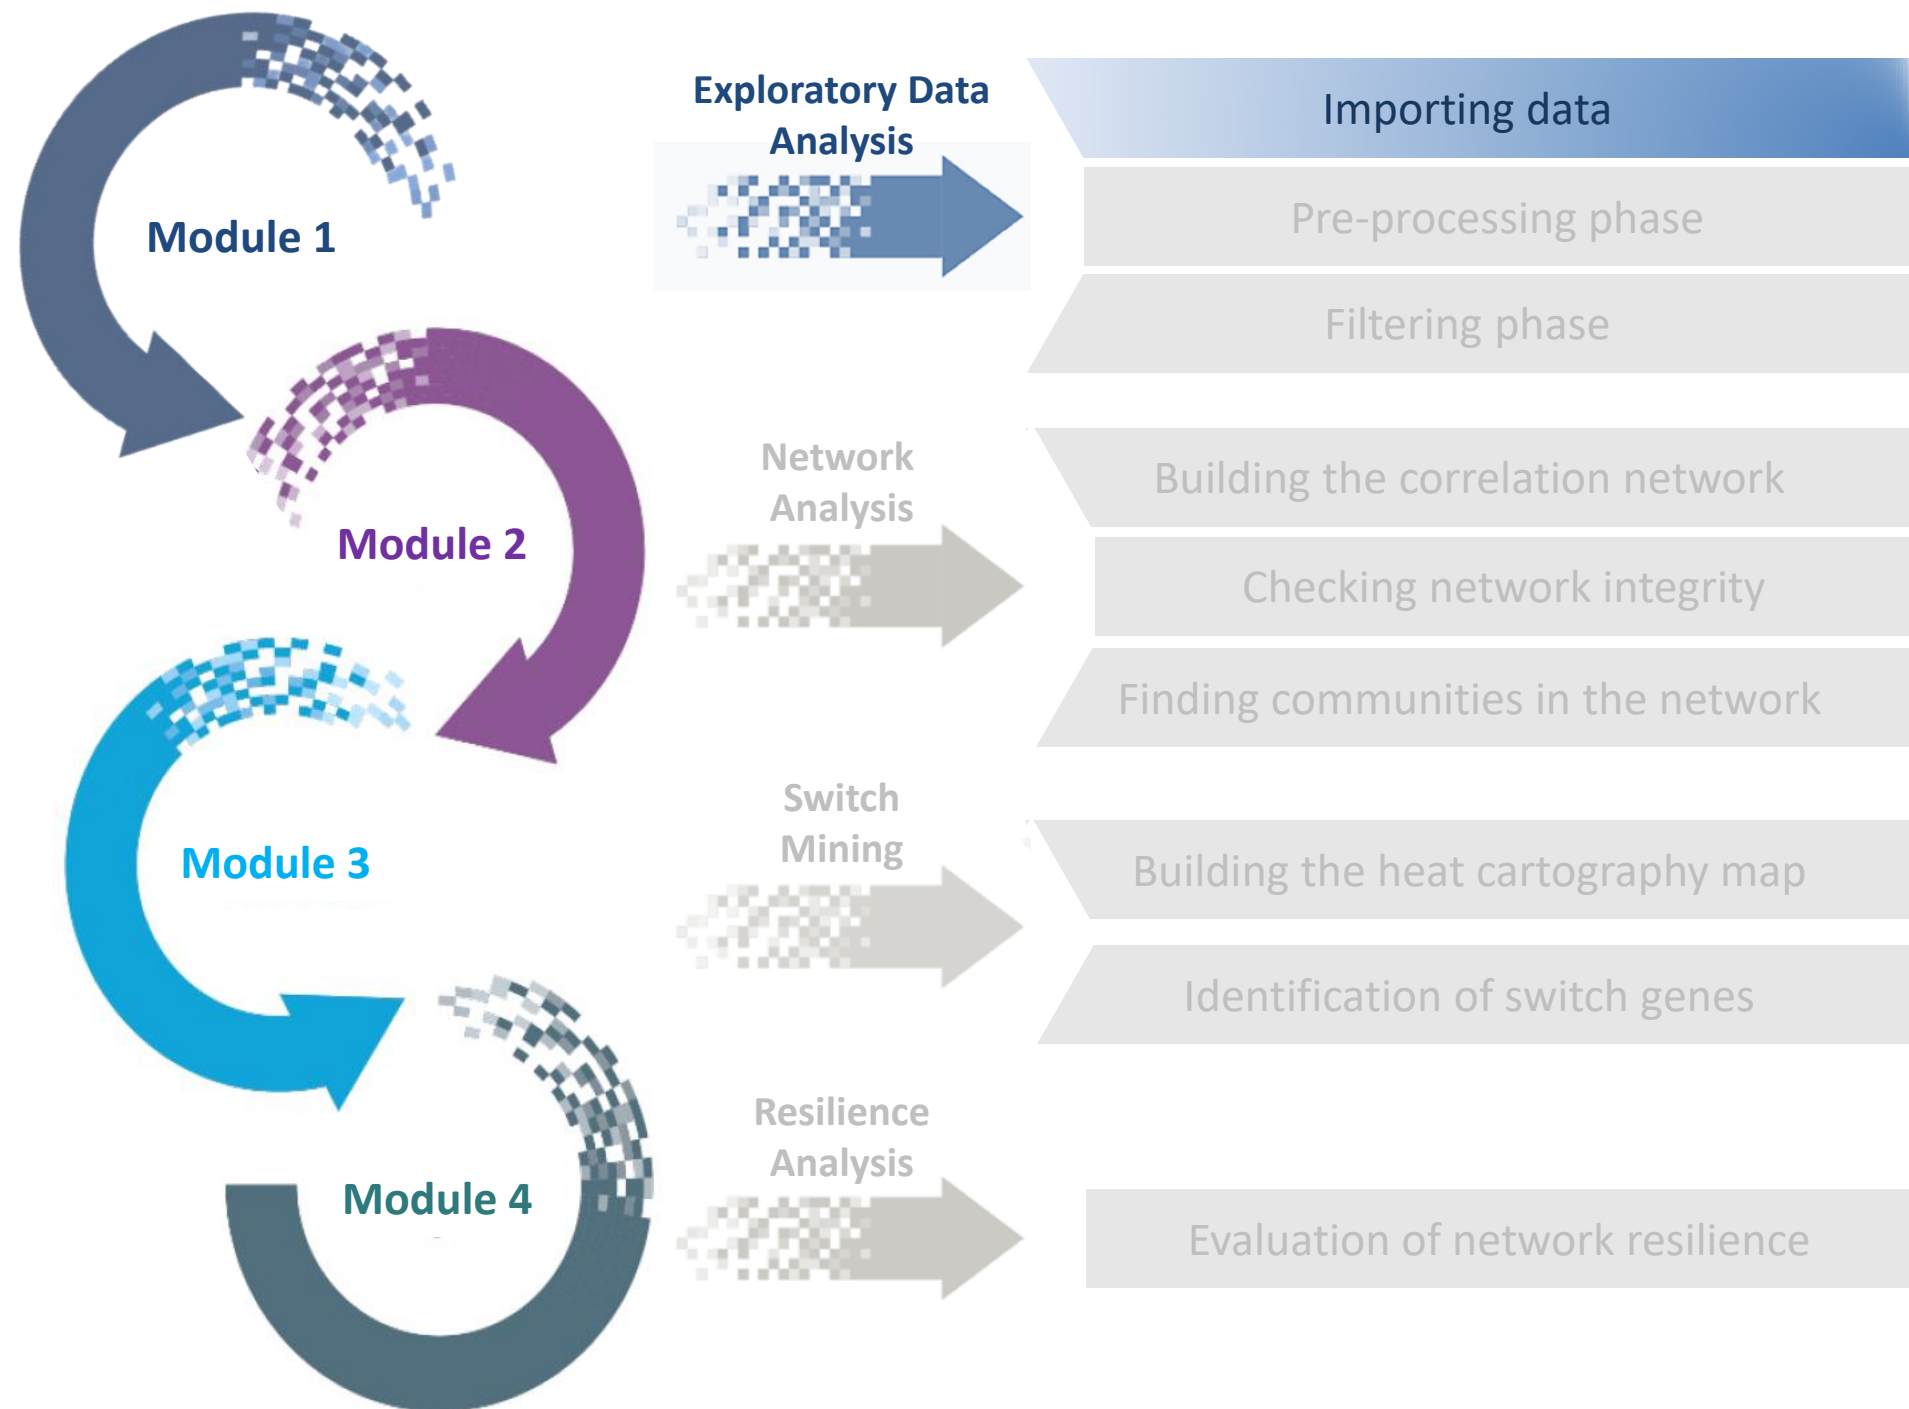 Module 1
Exploratory Data
Analysis
Importing data
Pre-processing phase
Filtering phase
Module 2
Network
Analysis
Building the correlation network
Checking network integrity
Finding communities in the network
Module 3
Switch
Mining
Building the heat cartography map
Identification of switch genes
Module 4
Resilience
Analysis
Evaluation of network resilience